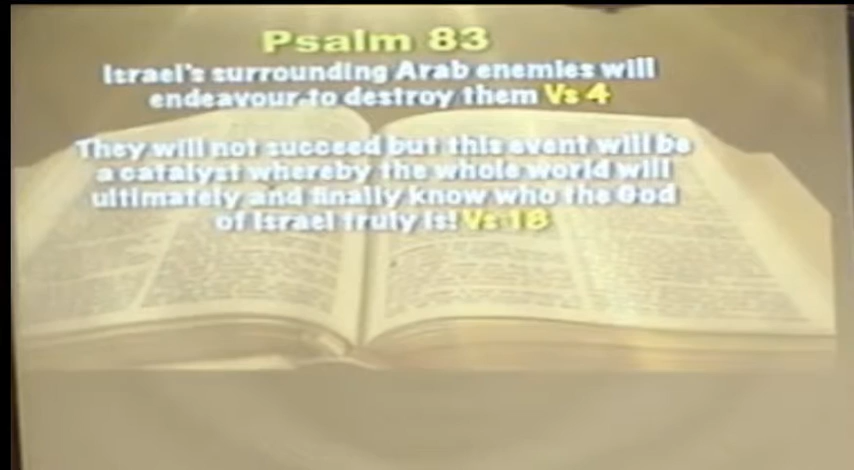 Psalm 83
Israel's surrounding Arab enemies will
endeavour to destroy them Vs 4
They will not succeed but this event will be
a catalyst whereby the whole world will
ultimately and finally know who the God
of Israel truly is! Vs 18